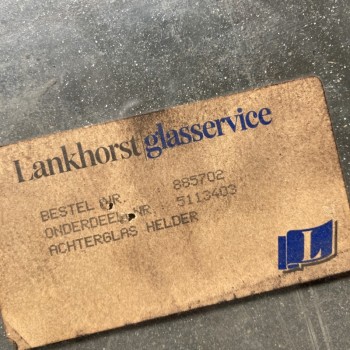 Lankhorst glasservice
BESTEL NR. : 885702
ONDERDEEL NR : 5113403
ACHTERGLAS HELDER
L